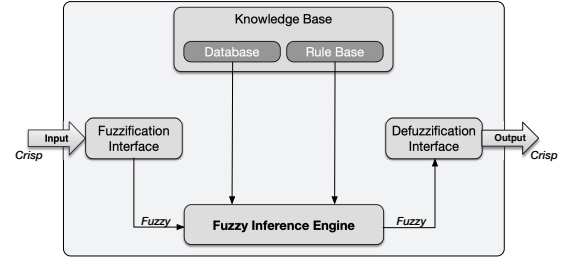 Knowledge Base
Database
Rule Base
Input
Crisp
Fuzzification
Interface
Defuzzification
Interface
Output
Crisp
Fuzzy
Fuzzy Inference Engine
Fuzzy